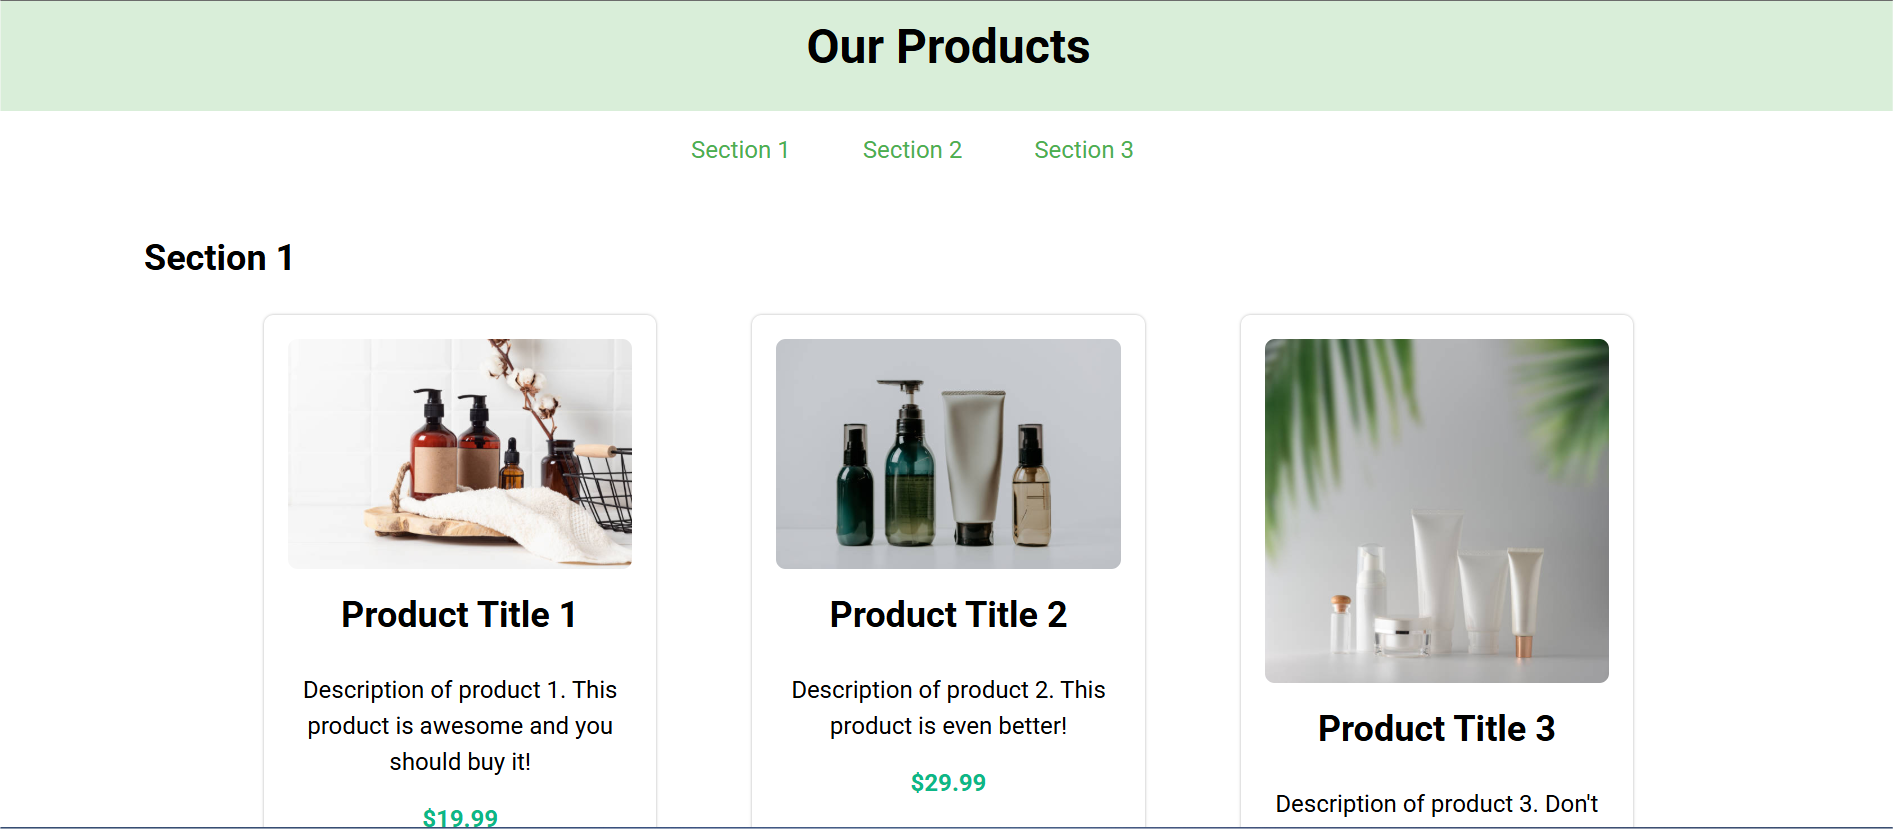 Our Products
Section 1
Section 2
Section 3
Section 1
Product Title 1
Description of product 1. This
product is awesome and you
should buy it!
$19.99
Product Title 2
Description of product 2. This
product is even better!
$29.99
Product Title 3
Description of product 3. Don't